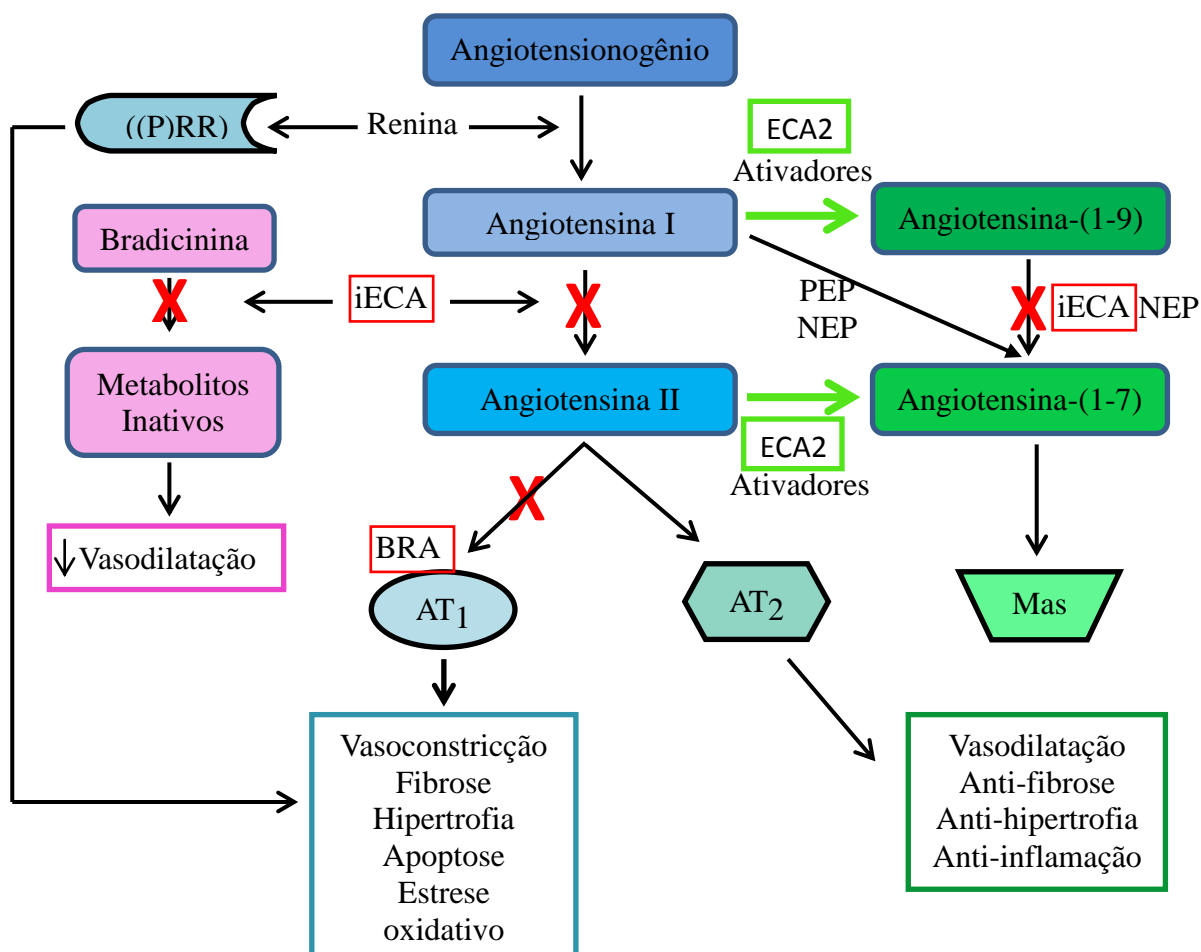 Angiotensionogênio
((P)RR)
Renina
ECA2
Ativadores
Bradicinina
Angiotensina I
Angiotensina-(1-9)
iECA
PEP
NEP
iECA NEP
Metabolitos
Inativos
Angiotensina II
Angiotensina-(1-7)
ECA2
Ativadores
↓ Vasodilatação
BRA
AT1
AT2
Mas
Vasoconstricção
Fibrose
Hipertrofia
Apoptose
Estrese
oxidativo
Vasodilatação
Anti-fibrose
Anti-hipertrofia
Anti-inflamação